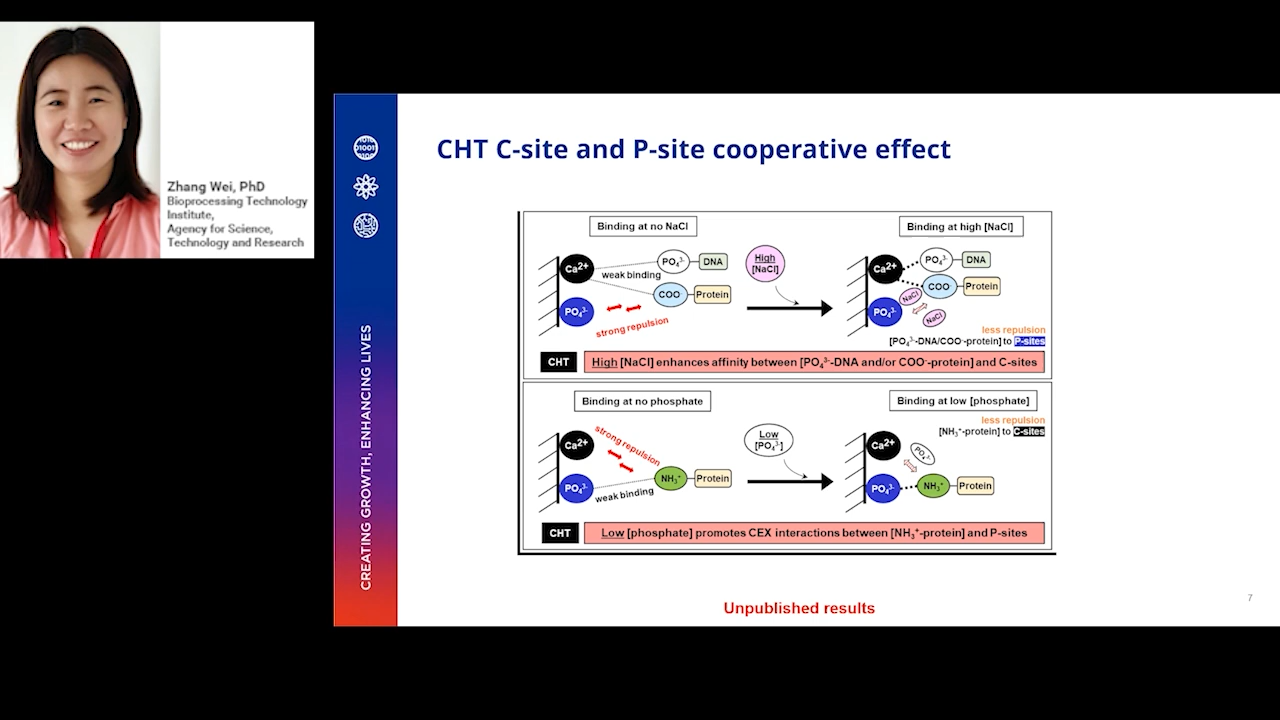 Zhang Wei, PhD
Bioprocessing Technology
Institute,
Agency for Science,
Technology and Research
CREATING GROWTH, ENHANCING LIVES
CHT C-site and P-site cooperative effect
Binding at no NaCl
Binding at high [NaCl]
Ca2+
PO₄³⁻
DNA
weak binding
COO⁻
Protein
PO₄³⁻
strong repulsion
High
[NaCl]
Ca2+
PO₄³⁻
DNA
COO⁻
Protein
NaCl
PO₄³⁻
NaCl
less repulsion
[PO₄³⁻-DNA/COO⁻-protein] to P-sites
CHT
High [NaCl] enhances affinity between [PO₄³⁻-DNA and/or COO⁻-protein] and C-sites
Binding at no phosphate
Binding at low [phosphate]
Ca2+
strong repulsion
PO₄³⁻
NH₃⁺
Protein
weak binding
Low
[PO₄³⁻]
less repulsion
[NH₃⁺-protein] to C-sites
Ca2+
PO₄³⁻
PO₄³⁻
NH₃⁺
Protein
CHT
Low [phosphate] promotes CEX interactions between [NH₃⁺-protein] and P-sites
Unpublished results
7